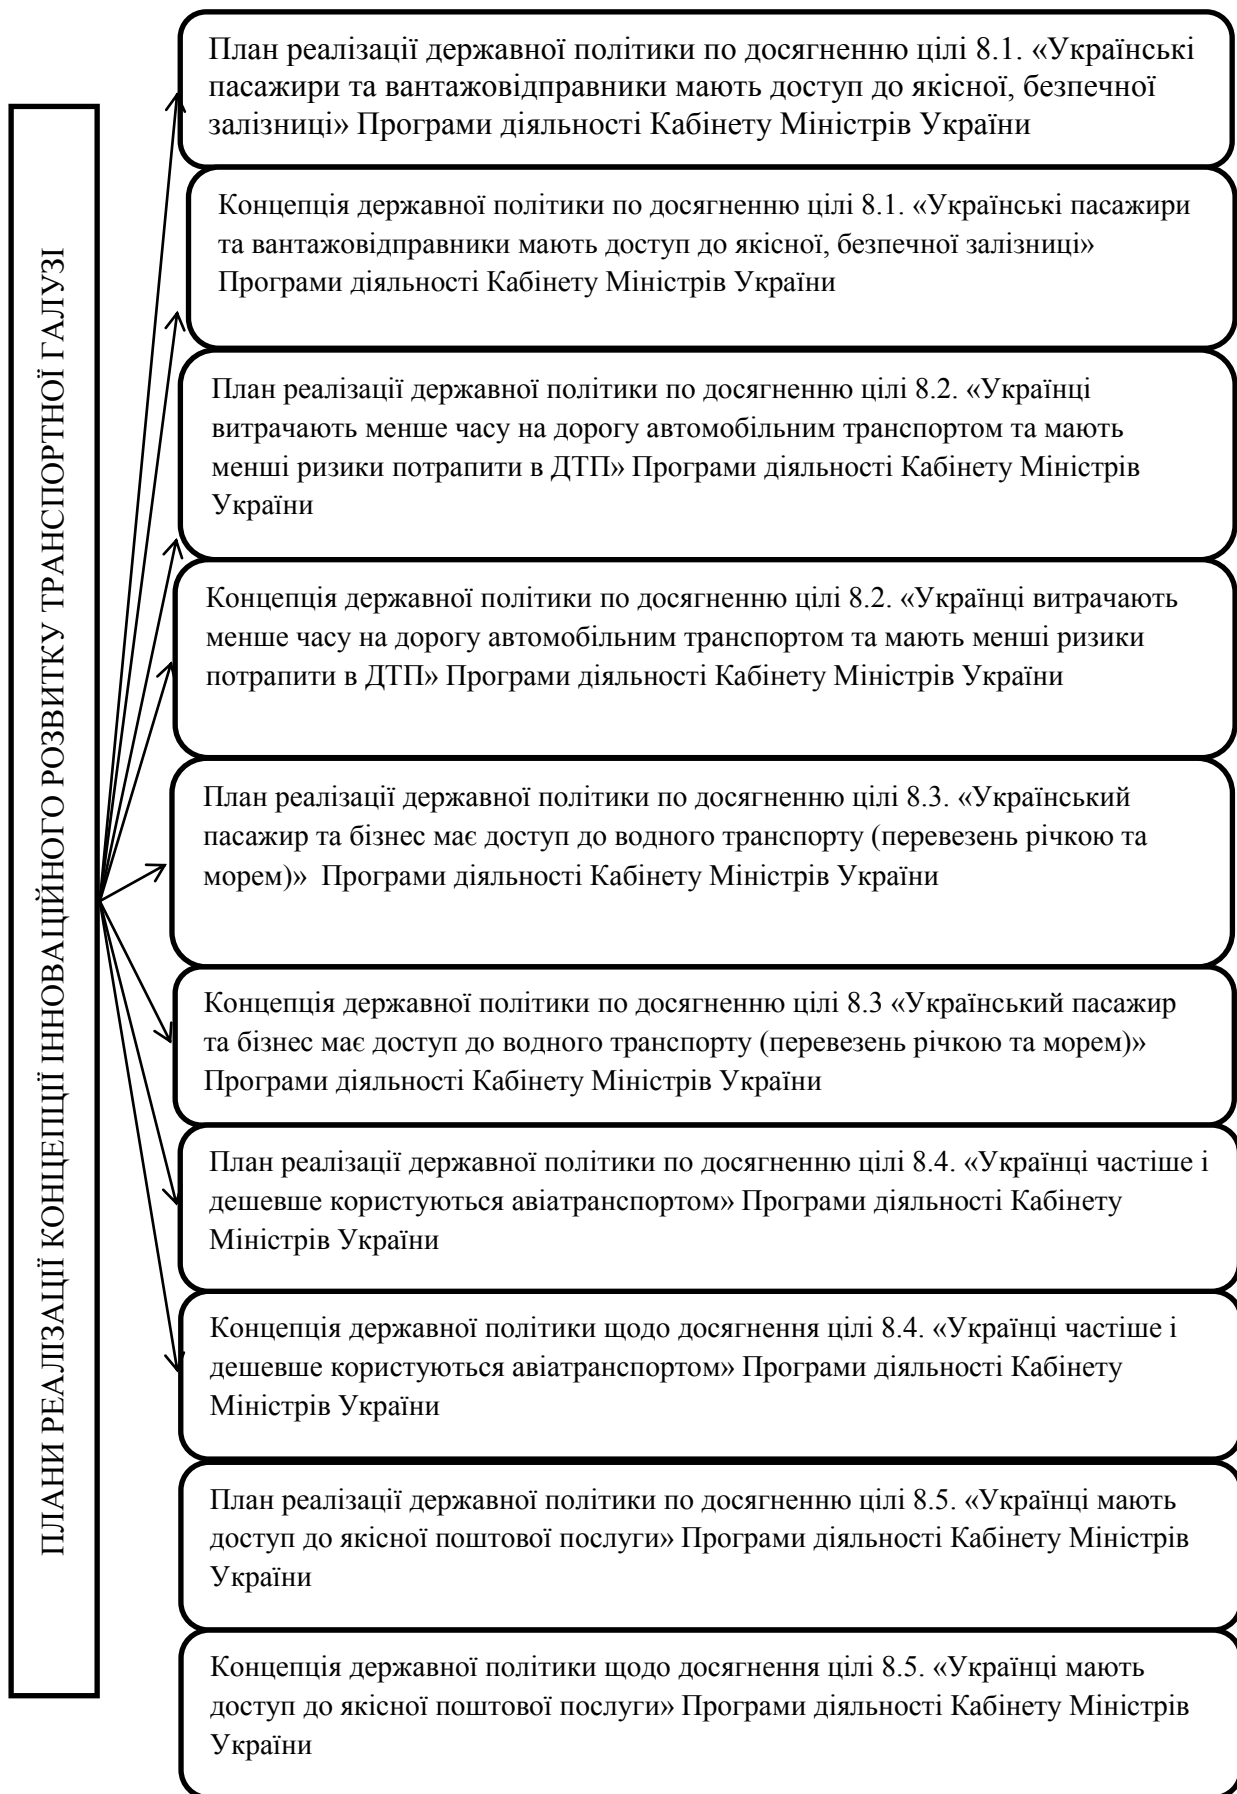 ПЛАНИ РЕАЛІЗАЦІЇ КОНЦЕПЦІЇ ІННОВАЦІЙНОГО РОЗВИТКУ ТРАНСПОРТНОЇ ГАЛУЗІ
План реалізації державної політики по досягненню цілі 8.1. «Українські
пасажири та вантажовідправники мають доступ до якісної, безпечної
залізниці» Програми діяльності Кабінету Міністрів України
Концепція державної політики по досягненню цілі 8.1. «Українські пасажири
та вантажовідправники мають доступ до якісної, безпечної залізниці»
Програми діяльності Кабінету Міністрів України
План реалізації державної політики по досягненню цілі 8.2. «Українці
витрачають менше часу на дорогу автомобільним транспортом та мають
менші ризики потрапити в ДТП» Програми діяльності Кабінету Міністрів
України
Концепція державної політики по досягненню цілі 8.2. «Українці витрачають
менше часу на дорогу автомобільним транспортом та мають менші ризики
потрапити в ДТП» Програми діяльності Кабінету Міністрів України
План реалізації державної політики по досягненню цілі 8.3. «Український
пасажир та бізнес має доступ до водного транспорту (перевезень річкою та
морем)» Програми діяльності Кабінету Міністрів України
Концепція державної політики по досягненню цілі 8.3 «Український пасажир
та бізнес має доступ до водного транспорту (перевезень річкою та морем)»
Програми діяльності Кабінету Міністрів України
План реалізації державної політики по досягненню цілі 8.4. «Українці частіше і
дешевше користуються авіатранспортом» Програми діяльності Кабінету
Міністрів України
Концепція державної політики щодо досягнення цілі 8.4. «Українці частіше і
дешевше користуються авіатранспортом» Програми діяльності Кабінету
Міністрів України
План реалізації державної політики по досягненню цілі 8.5. «Українці мають
доступ до якісної поштової послуги» Програми діяльності Кабінету Міністрів
України
Концепція державної політики щодо досягнення цілі 8.5. «Українці мають
доступ до якісної поштової послуги» Програми діяльності Кабінету Міністрів
України